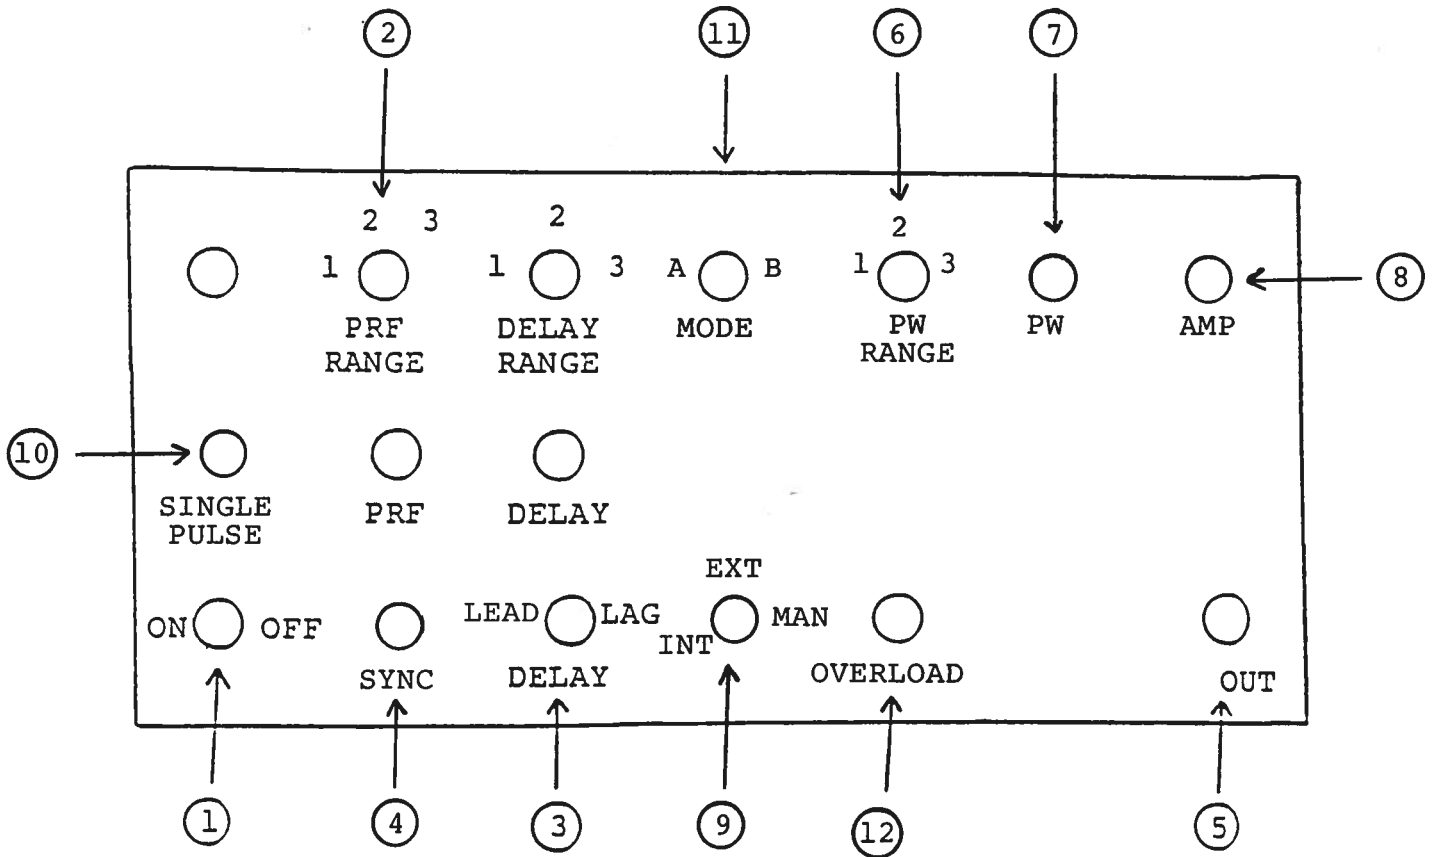 2 11 6 7
2 3 2 2
1 1 3 A B 1 3 8
PRF DELAY MODE PW PW AMP
RANGE RANGE RANGE
10
SINGLE PRF DELAY
PULSE
EXT
ON OFF LEAD LAG INT MAN
SYNC DELAY OVERLOAD OUT
1 4 3 9 12 5